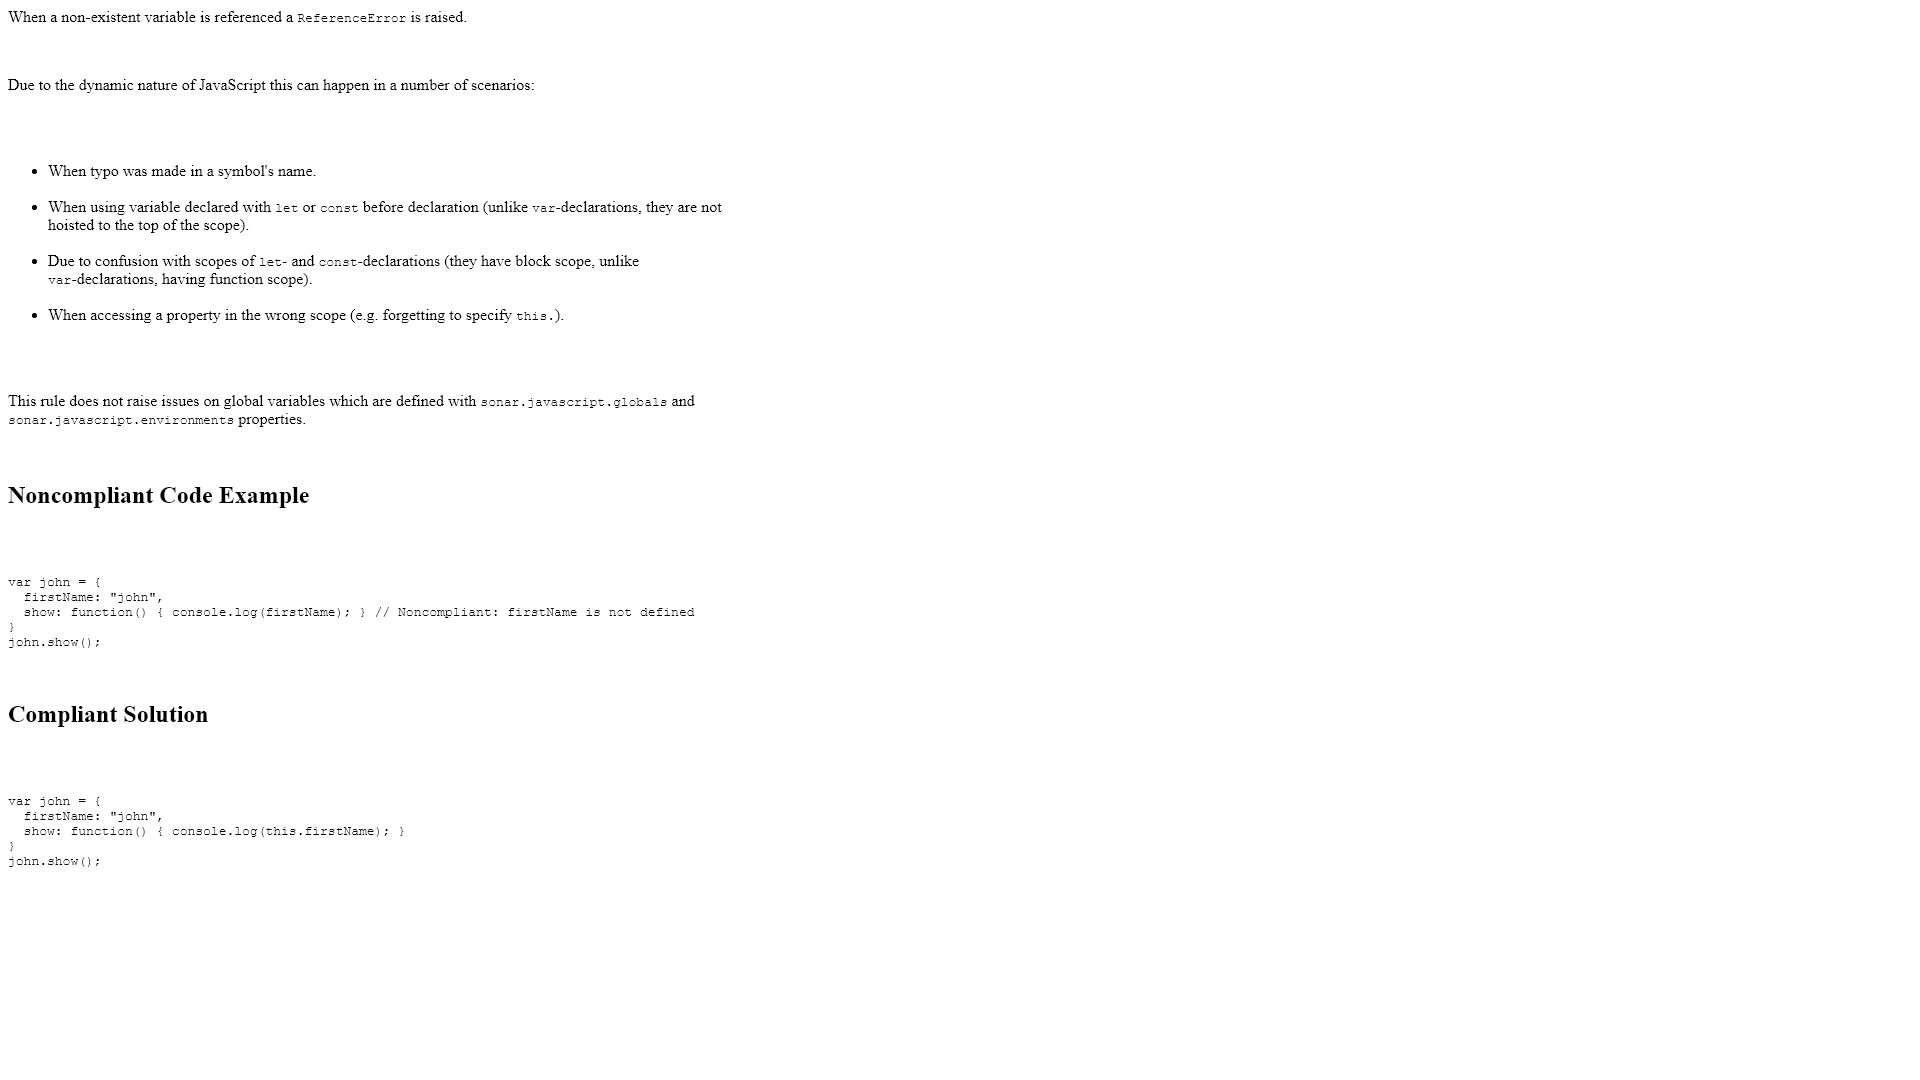 When a non-existent variable is referenced a ReferenceError is raised.
Due to the dynamic nature of JavaScript this can happen in a number of scenarios:
• When typo was made in a symbol's name.
• When using variable declared with let or const before declaration (unlike var-declarations, they are not
hoisted to the top of the scope).
• Due to confusion with scopes of let- and const-declarations (they have block scope, unlike
var-declarations, having function scope).
• When accessing a property in the wrong scope (e.g. forgetting to specify this.).
This rule does not raise issues on global variables which are defined with sonar.javascript.globals and
sonar.javascript.environments properties.
Noncompliant Code Example
var john = {
  firstName: "john",
  show: function() { console.log(firstName); } // Noncompliant: firstName is not defined
}
john.show();
Compliant Solution
var john = {
  firstName: "john",
  show: function() { console.log(this.firstName); }
}
john.show();